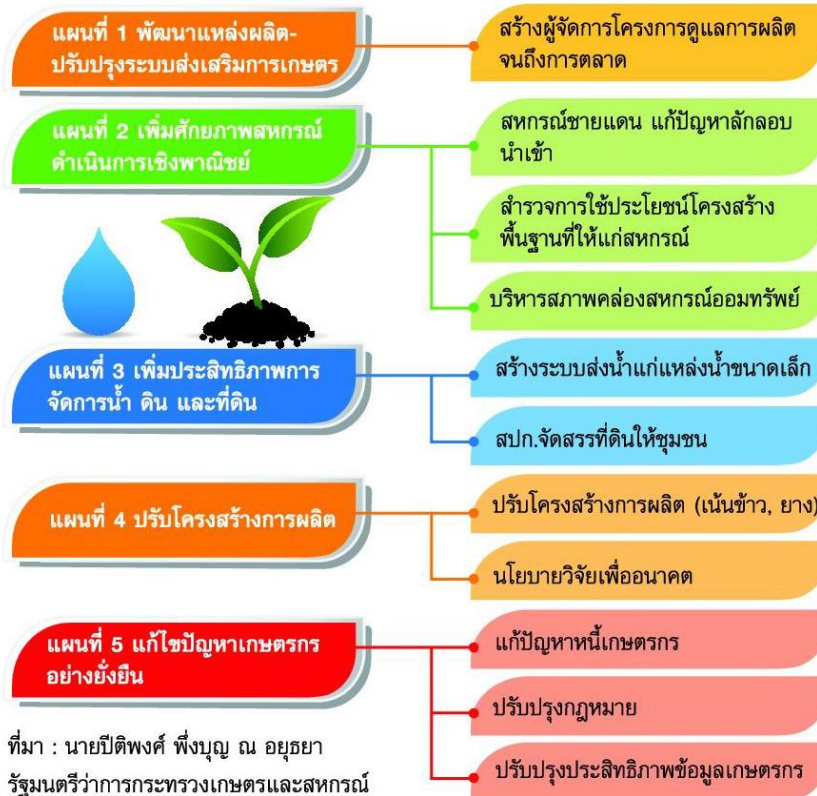 แผนที่ 1 พัฒนาแหล่งผลิต-
ปรับปรุงระบบส่งเสริมการเกษตร
สร้างผู้จัดการโครงการดูแลการผลิต
จนถึงการตลาด
แผนที่ 2 เพิ่มศักยภาพสหกรณ์
ดำเนินการเชิงพาณิชย์
สหกรณ์ชายแดน แก้ปัญหาลักลอบ
นำเข้า
สำรวจการใช้ประโยชน์โครงสร้าง
พื้นฐานที่ให้แก่สหกรณ์
บริหารสภาพคล่องสหกรณ์ออมทรัพย์
แผนที่ 3 เพิ่มประสิทธิภาพการ
จัดการน้ำ ดิน และที่ดิน
สร้างระบบส่งน้ำแก่แหล่งน้ำขนาดเล็ก
สปก.จัดสรรที่ดินให้ชุมชน
แผนที่ 4 ปรับโครงสร้างการผลิต
ปรับโครงสร้างการผลิต (เน้นข้าว, ยาง)
นโยบายวิจัยเพื่ออนาคต
แผนที่ 5 แก้ไขปัญหาเกษตรกร
อย่างยั่งยืน
แก้ปัญหาหนี้เกษตรกร
ปรับปรุงกฎหมาย
ปรับปรุงประสิทธิภาพข้อมูลเกษตรกร
ที่มา : นายปีติพงศ์ พึ่งบุญ ณ อยุธยา
รัฐมนตรีว่าการกระทรวงเกษตรและสหกรณ์